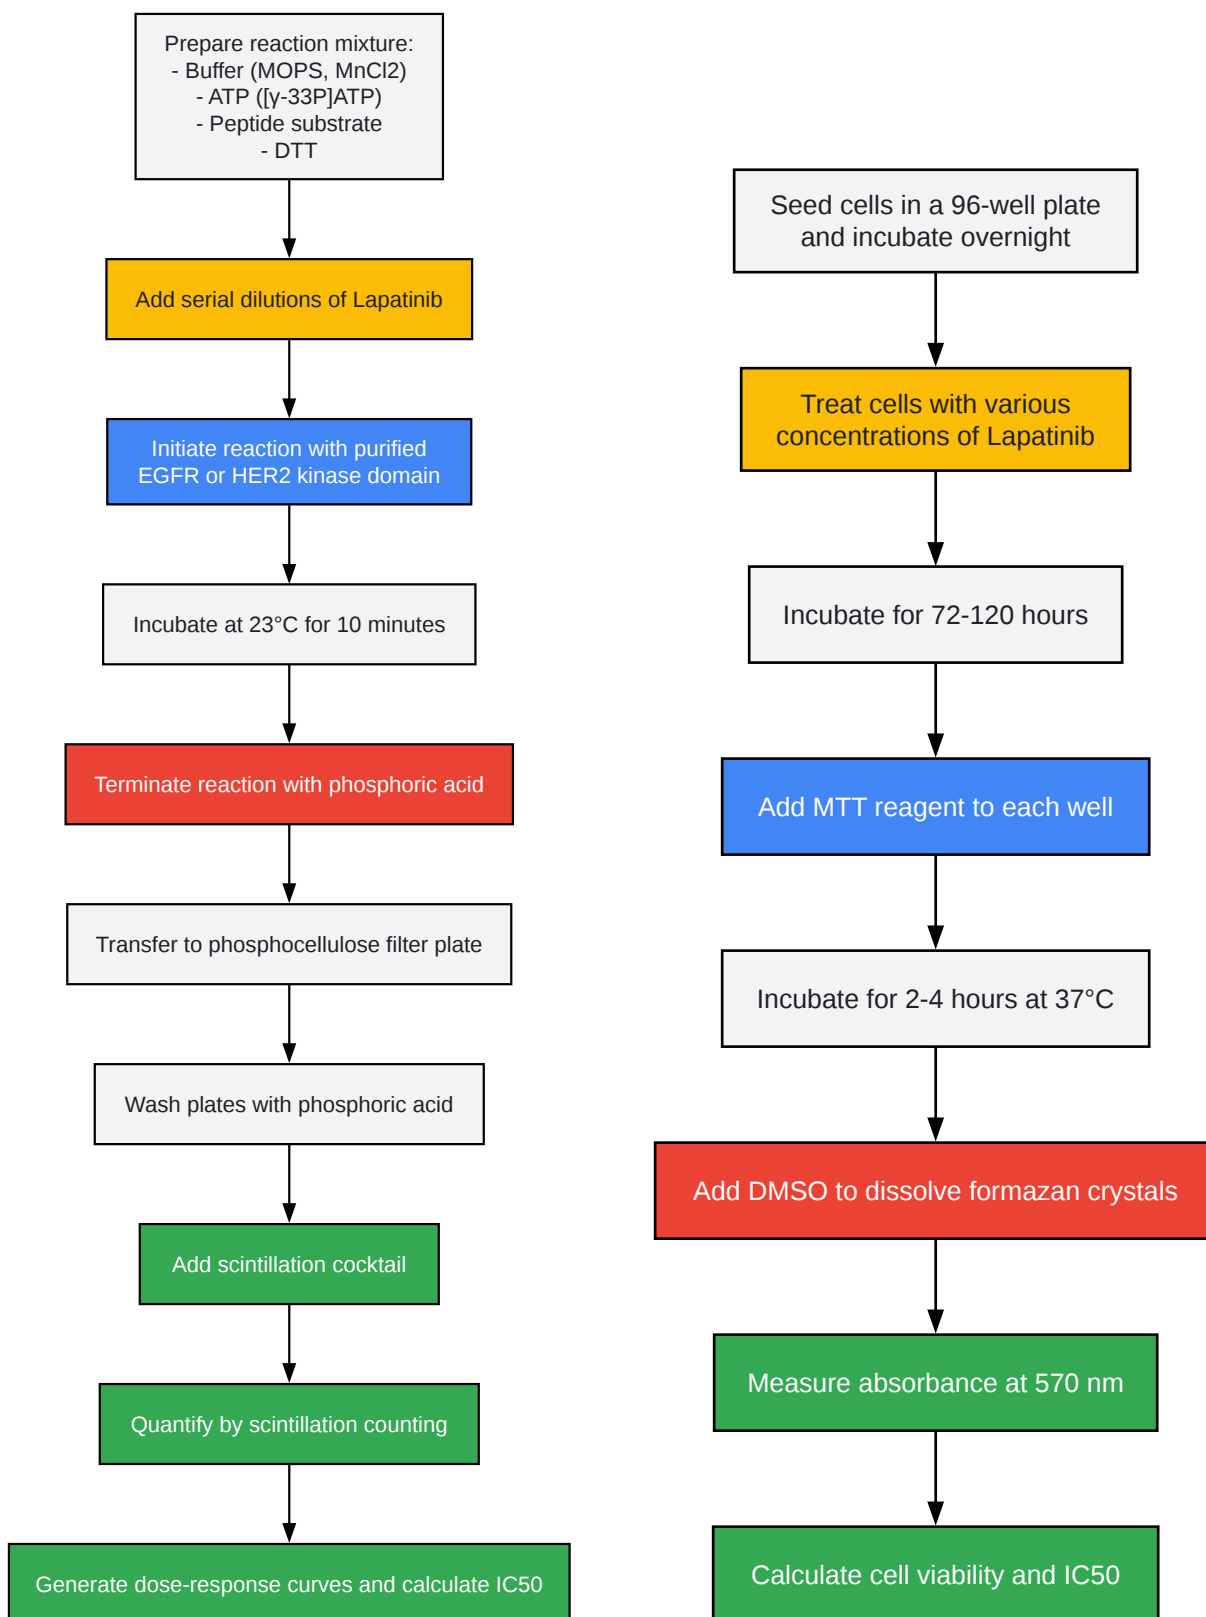 Prepare reaction mixture:
- Buffer (MOPS, MnCl2)
- ATP ([γ-33P]ATP)
- Peptide substrate
- DTT
Add serial dilutions of Lapatinib
Initiate reaction with purified
EGFR or HER2 kinase domain
Incubate at 23°C for 10 minutes
Terminate reaction with phosphoric acid
Transfer to phosphocellulose filter plate
Wash plates with phosphoric acid
Add scintillation cocktail
Quantify by scintillation counting
Generate dose-response curves and calculate IC50
Seed cells in a 96-well plate
and incubate overnight
Treat cells with various
concentrations of Lapatinib
Incubate for 72-120 hours
Add MTT reagent to each well
Incubate for 2-4 hours at 37°C
Add DMSO to dissolve formazan crystals
Measure absorbance at 570 nm
Calculate cell viability and IC50